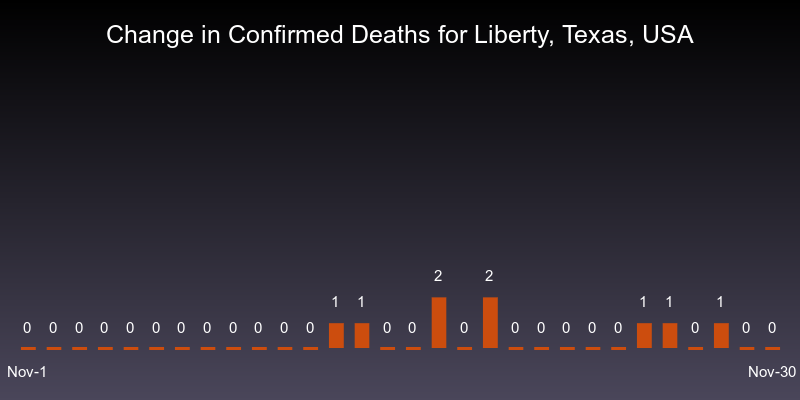 Change in Confirmed Deaths for Liberty, Texas, USA
2 2
1 1 1 1 1
0 0 0 0 0 0 0 0 0 0 0 0 0 0 0 0 0 0 0 0 0 0 0
Nov-1 Nov-30